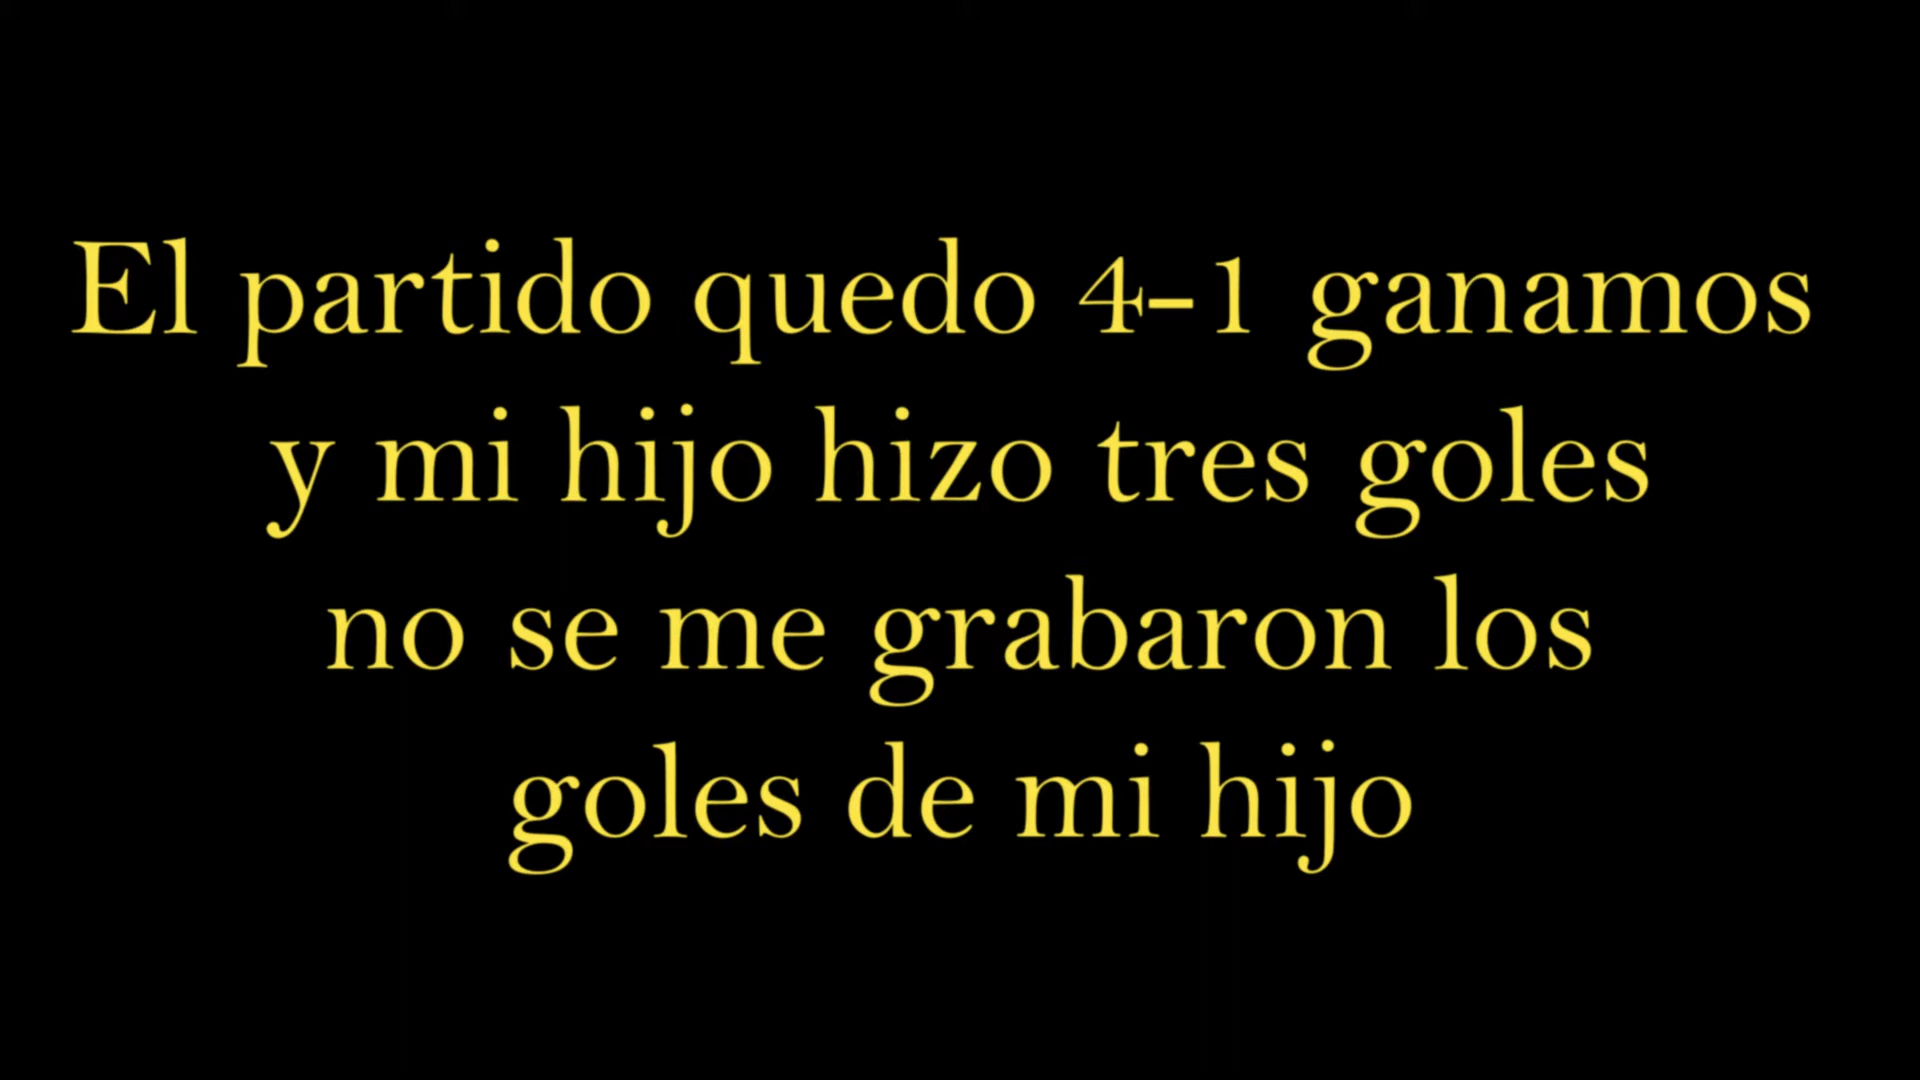 El partido quedo 4-1 ganamos
y mi hijo hizo tres goles
no se me grabaron los
goles de mi hijo